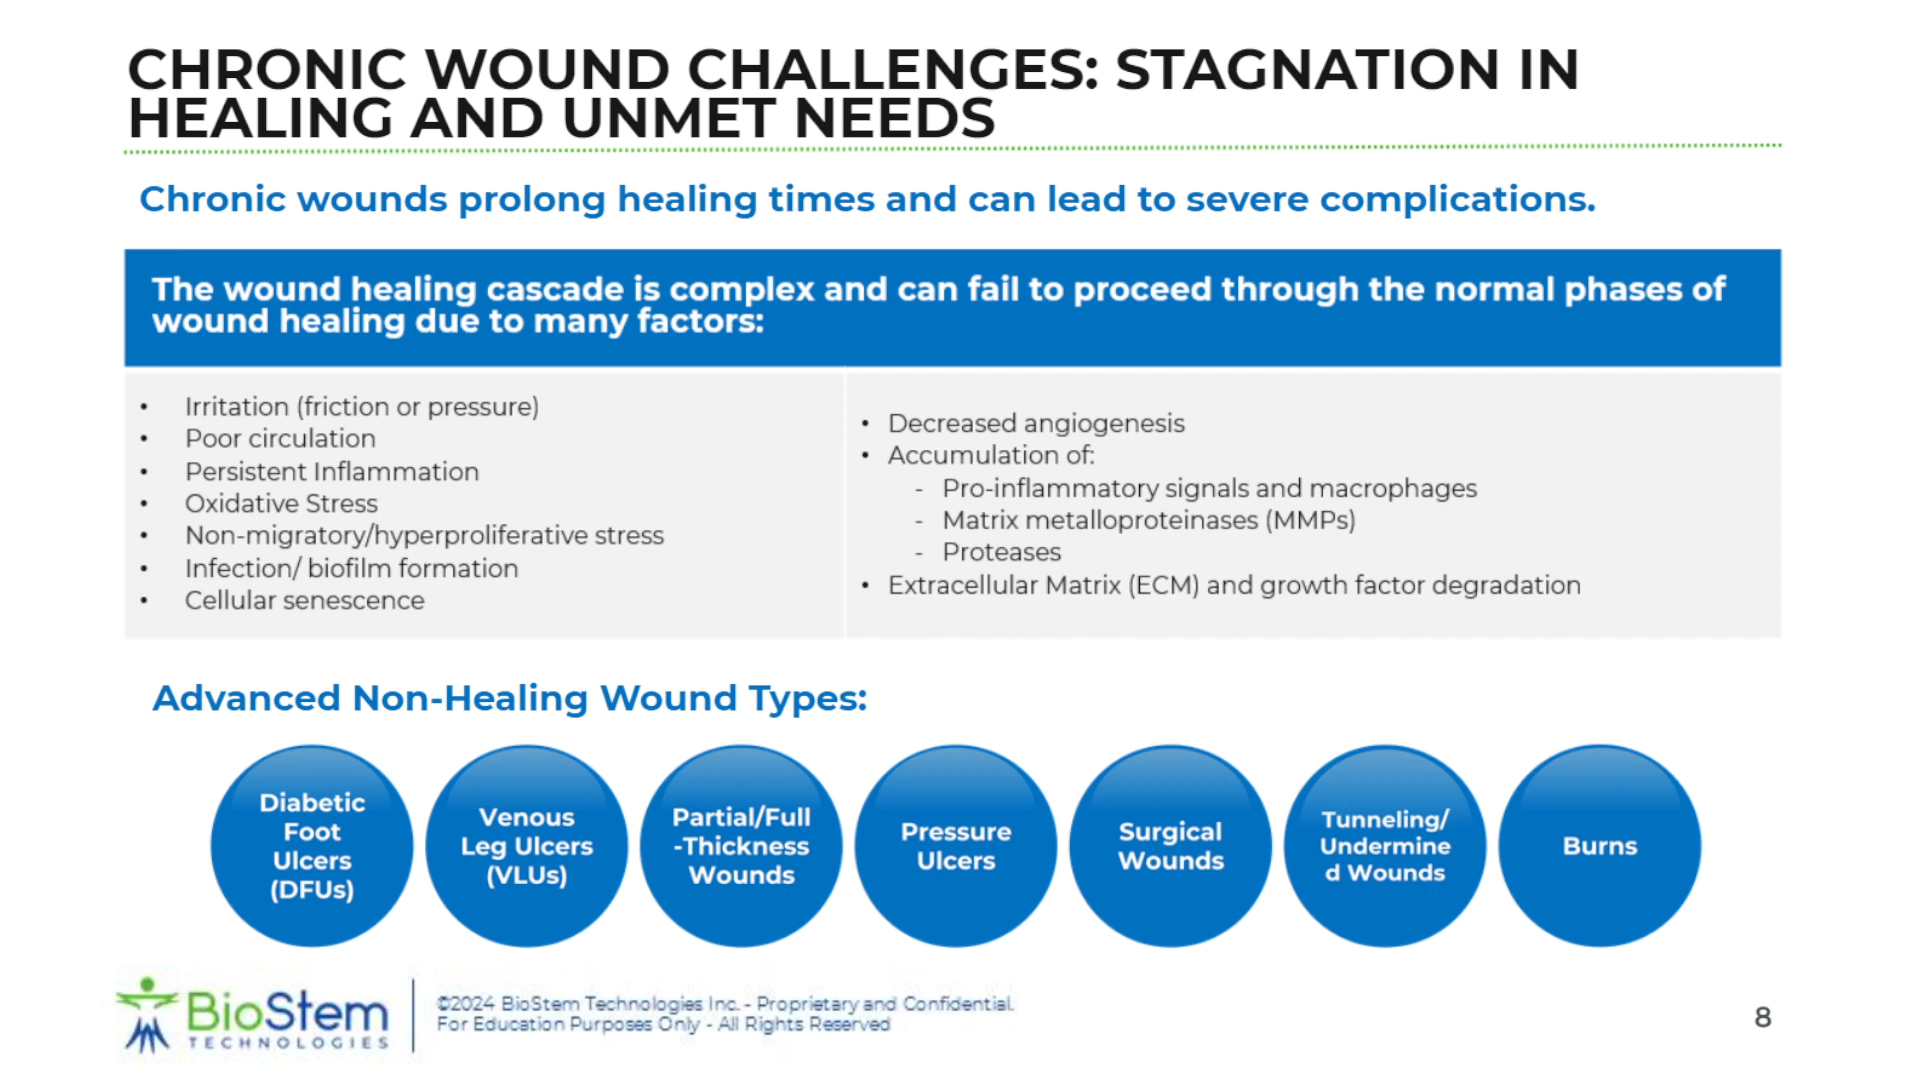 CHRONIC WOUND CHALLENGES: STAGNATION IN
HEALING AND UNMET NEEDS
Chronic wounds prolong healing times and can lead to severe complications.
The wound healing cascade is complex and can fail to proceed through the normal phases of
wound healing due to many factors:
• Irritation (friction or pressure)
• Poor circulation
• Persistent Inflammation
• Oxidative Stress
• Non-migratory/hyperproliferative stress
• Infection/ biofilm formation
• Cellular senescence
• Decreased angiogenesis
• Accumulation of:
- Pro-inflammatory signals and macrophages
- Matrix metalloproteinases (MMPs)
- Proteases
• Extracellular Matrix (ECM) and growth factor degradation
Advanced Non-Healing Wound Types:
Diabetic
Foot
Ulcers
(DFUs)
Venous
Leg Ulcers
(VLUs)
Partial/Full
-Thickness
Wounds
Pressure
Ulcers
Surgical
Wounds
Tunneling/
Undermine
d Wounds
Burns
BioStem
TECHNOLOGIES
©2024 BioStem Technologies Inc. - Proprietary and Confidential.
For Education Purposes Only - All Rights Reserved
8